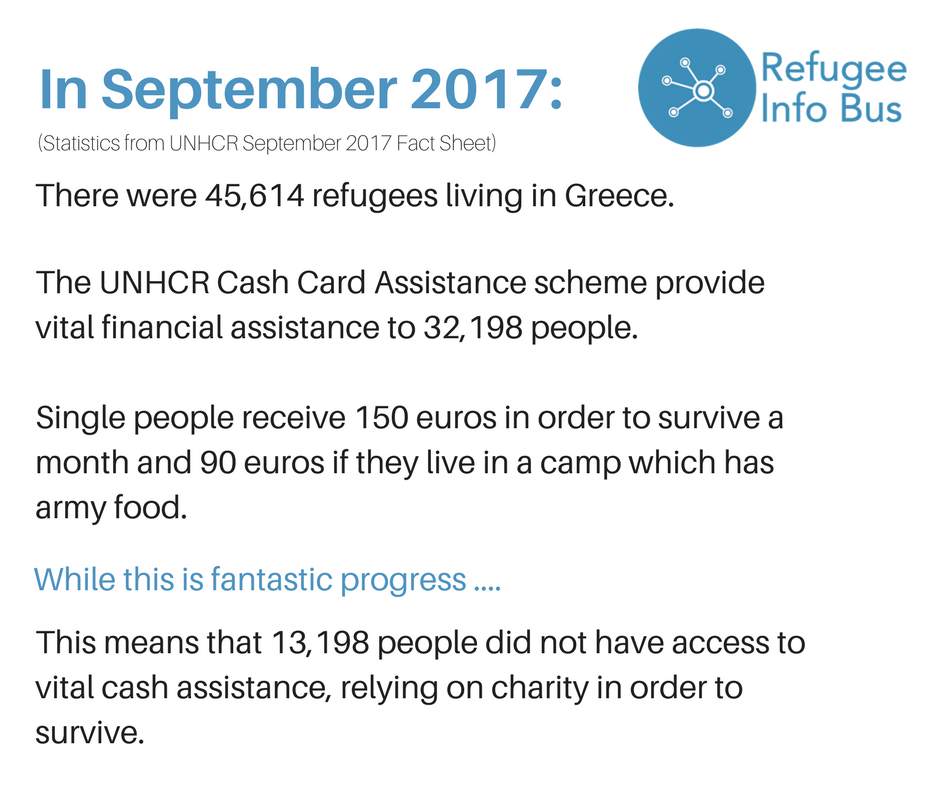 In September 2017:
Refugee
Info Bus
(Statistics from UNHCR September 2017 Fact Sheet)
There were 45,614 refugees living in Greece.
The UNHCR Cash Card Assistance scheme provide
vital financial assistance to 32,198 people.
Single people receive 150 euros in order to survive a
month and 90 euros if they live in a camp which has
army food.
While this is fantastic progress ....
This means that 13,198 people did not have access to
vital cash assistance, relying on charity in order to
survive.